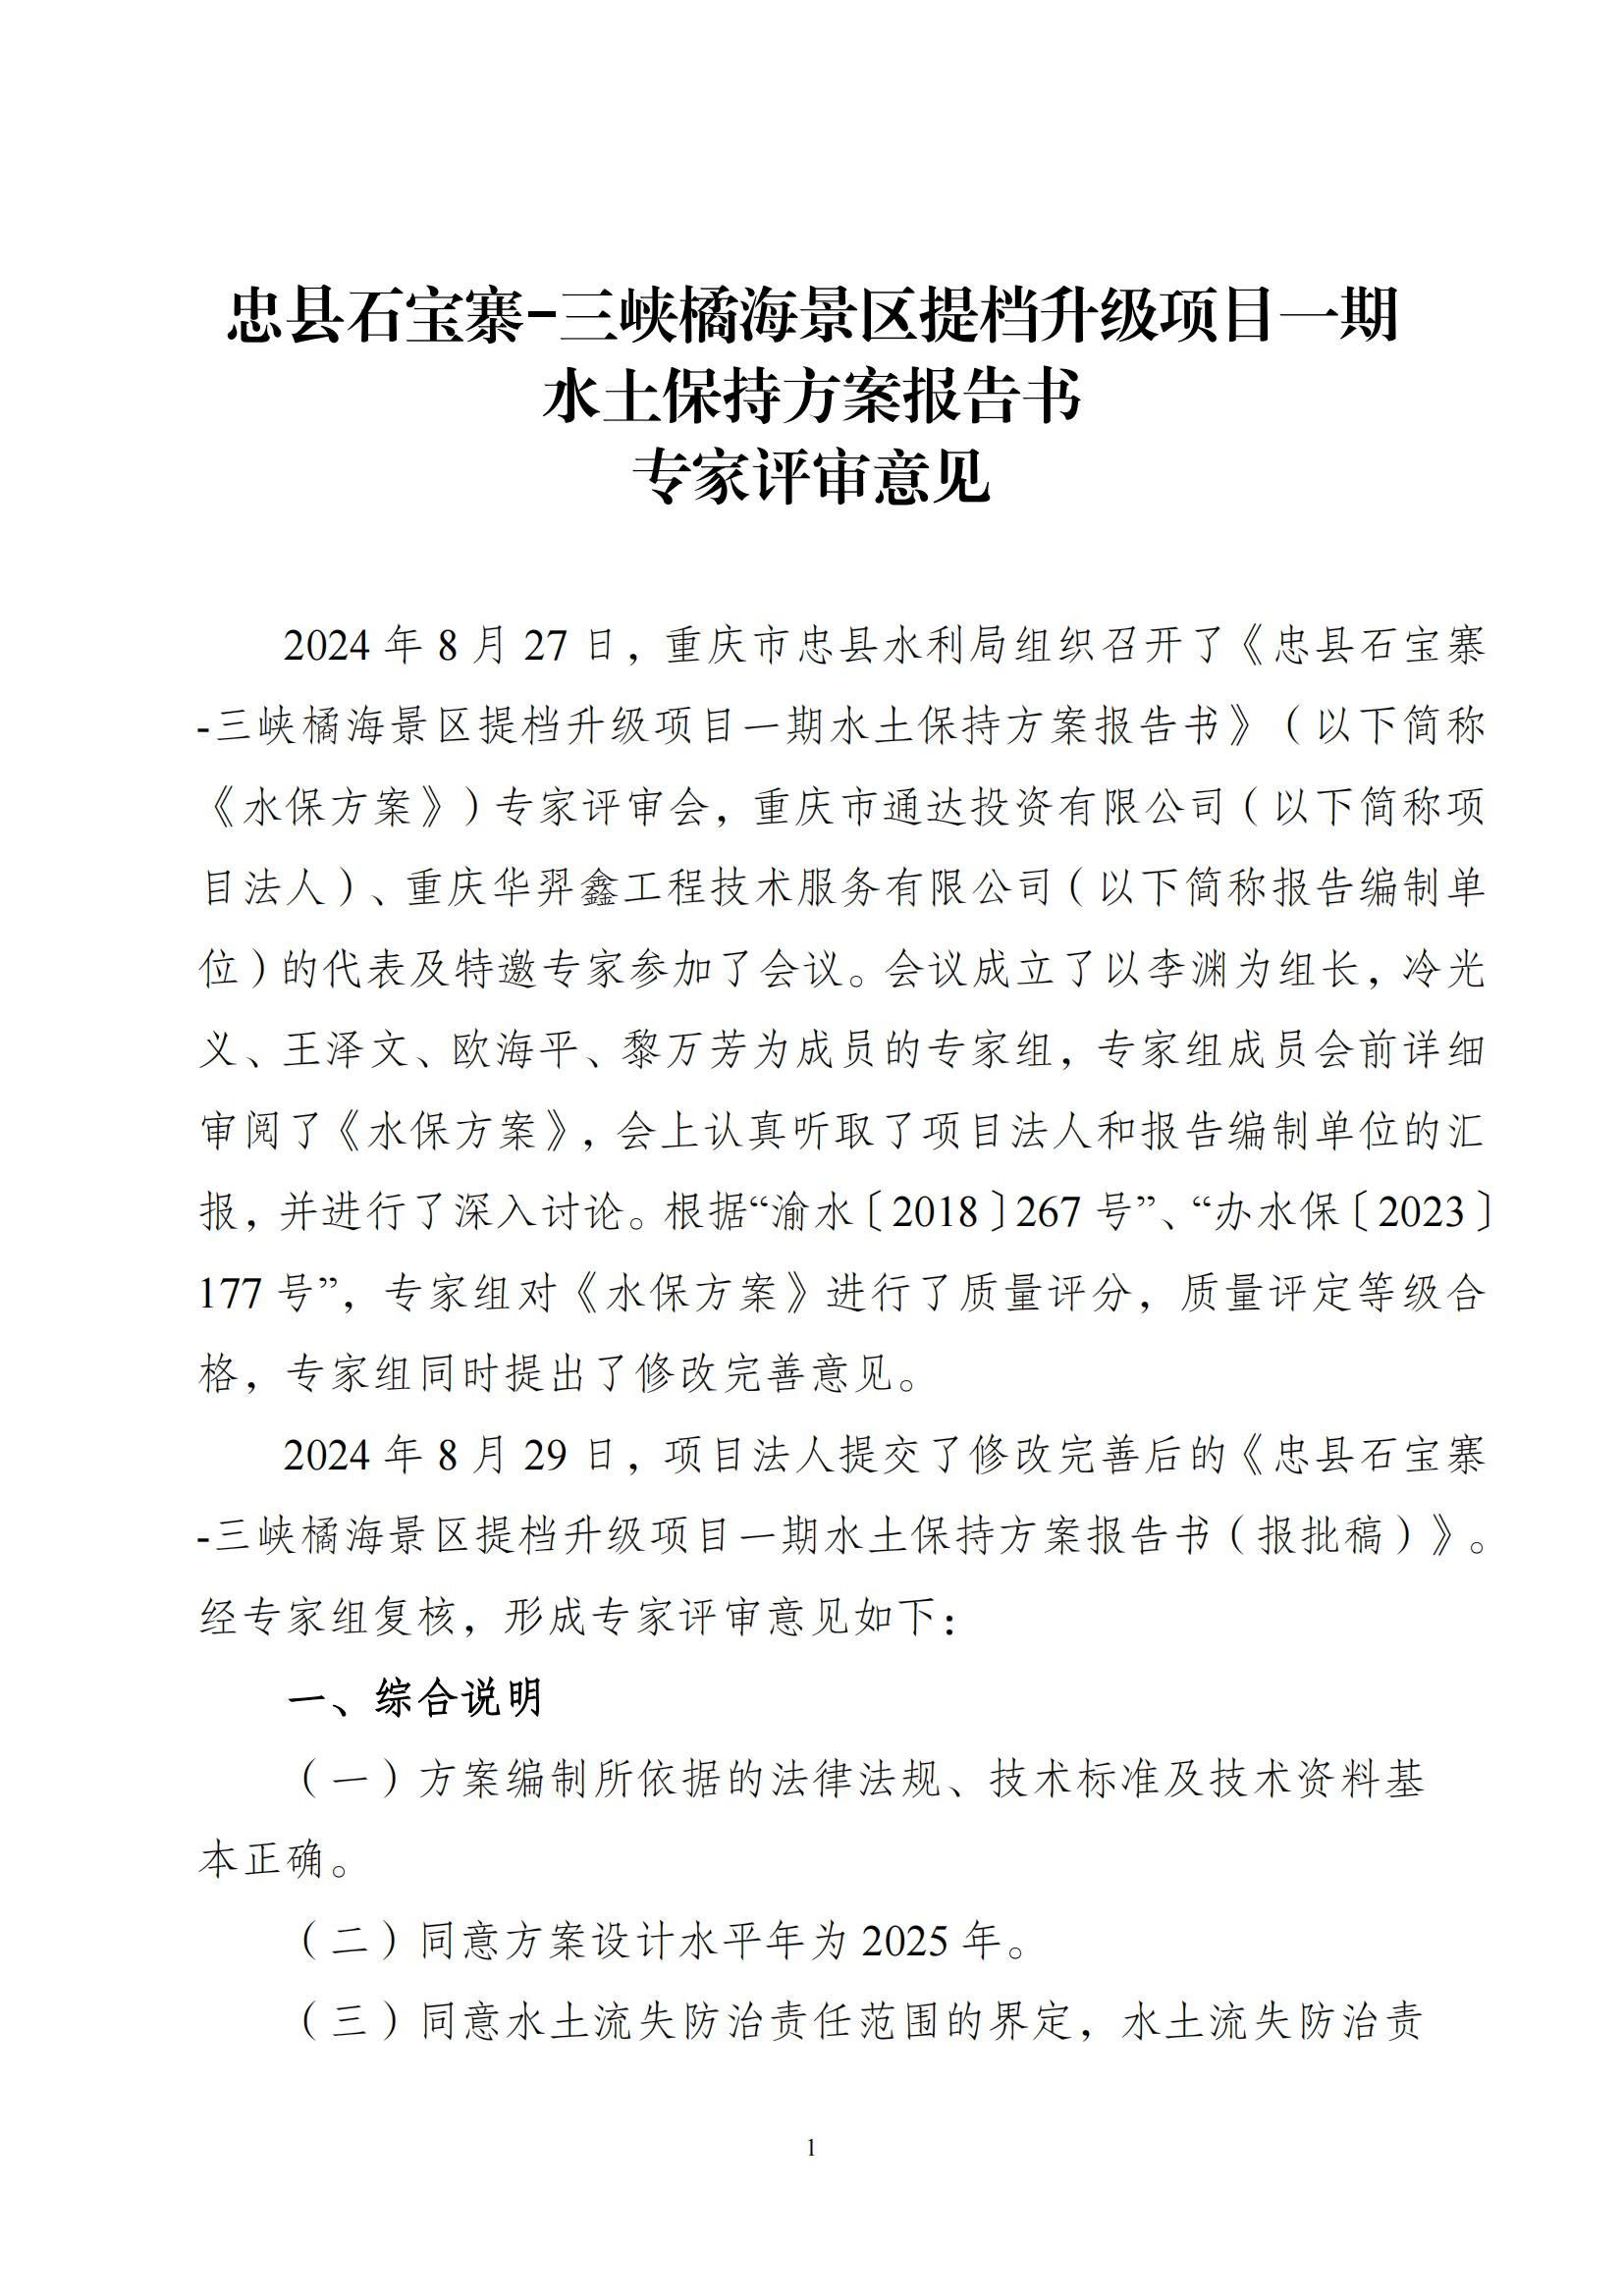 忠县石宝寨-三峡橘海景区提档升级项目一期
水土保持方案报告书
专家评审意见
2024 年 8 月 27 日，重庆市忠县水利局组织召开了《忠县石宝寨
-三峡橘海景区提档升级项目一期水土保持方案报告书》（以下简称
《水保方案》）专家评审会，重庆市通达投资有限公司（以下简称项
目法人）、重庆华羿鑫工程技术服务有限公司（以下简称报告编制单
位）的代表及特邀专家参加了会议。会议成立了以李渊为组长，冷光
义、王泽文、欧海平、黎万芳为成员的专家组，专家组成员会前详细
审阅了《水保方案》，会上认真听取了项目法人和报告编制单位的汇
报，并进行了深入讨论。根据“渝水〔2018〕267 号”、“办水保〔2023〕
177 号”，专家组对《水保方案》进行了质量评分，质量评定等级合
格，专家组同时提出了修改完善意见。
2024 年 8 月 29 日，项目法人提交了修改完善后的《忠县石宝寨
-三峡橘海景区提档升级项目一期水土保持方案报告书（报批稿）》。
经专家组复核，形成专家评审意见如下：
一、综合说明
（一）方案编制所依据的法律法规、技术标准及技术资料基
本正确。
（二）同意方案设计水平年为 2025 年。
（三）同意水土流失防治责任范围的界定，水土流失防治责
1